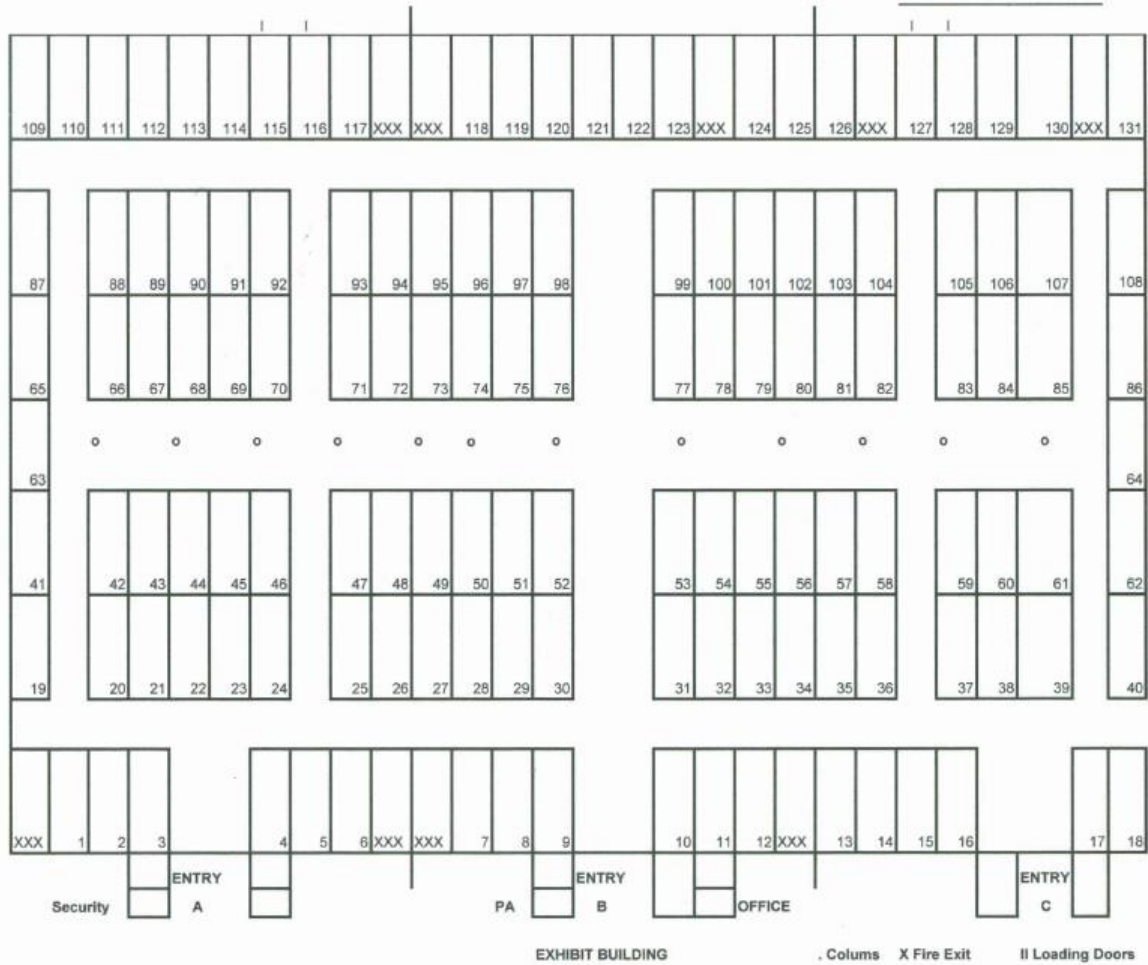 109 110 111 112 113 114 115 116 117 XXX XXX 118 119 120 121 122 123 XXX 124 125 126 XXX 127 128 129 130 XXX 131
87 88 89 90 91 92 93 94 95 96 97 98 99 100 101 102 103 104 105 106 107 108
65 66 67 68 69 70 71 72 73 74 75 76 77 78 79 80 81 82 83 84 85 86
63 64
41 42 43 44 45 46 47 48 49 50 51 52 53 54 55 56 57 58 59 60 61 62
19 20 21 22 23 24 25 26 27 28 29 30 31 32 33 34 35 36 37 38 39 40
XXX 1 2 3 4 5 6 XXX XXX 7 8 9 10 11 12 XXX 13 14 15 16 17 18
ENTRY ENTRY ENTRY
Security A PA B OFFICE C
EXHIBIT BUILDING . Colums X Fire Exit II Loading Doors